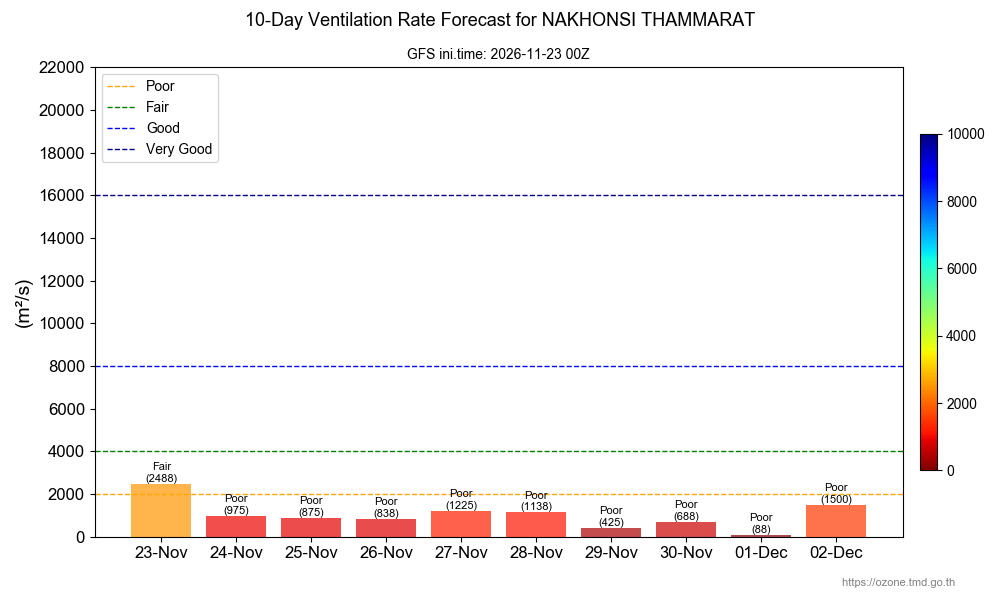 10-Day Ventilation Rate Forecast for NAKHONSI THAMMARAT
GFS ini.time: 2026-11-23 00Z
(m²/s)
22000
20000
18000
16000
14000
12000
10000
8000
6000
4000
2000
0
Poor
Fair
Good
Very Good
Fair
(2488)
Poor
(975)
Poor
(875)
Poor
(838)
Poor
(1225)
Poor
(1138)
Poor
(425)
Poor
(688)
Poor
(88)
Poor
(1500)
23-Nov
24-Nov
25-Nov
26-Nov
27-Nov
28-Nov
29-Nov
30-Nov
01-Dec
02-Dec
10000
8000
6000
4000
2000
0
https://ozone.tmd.go.th